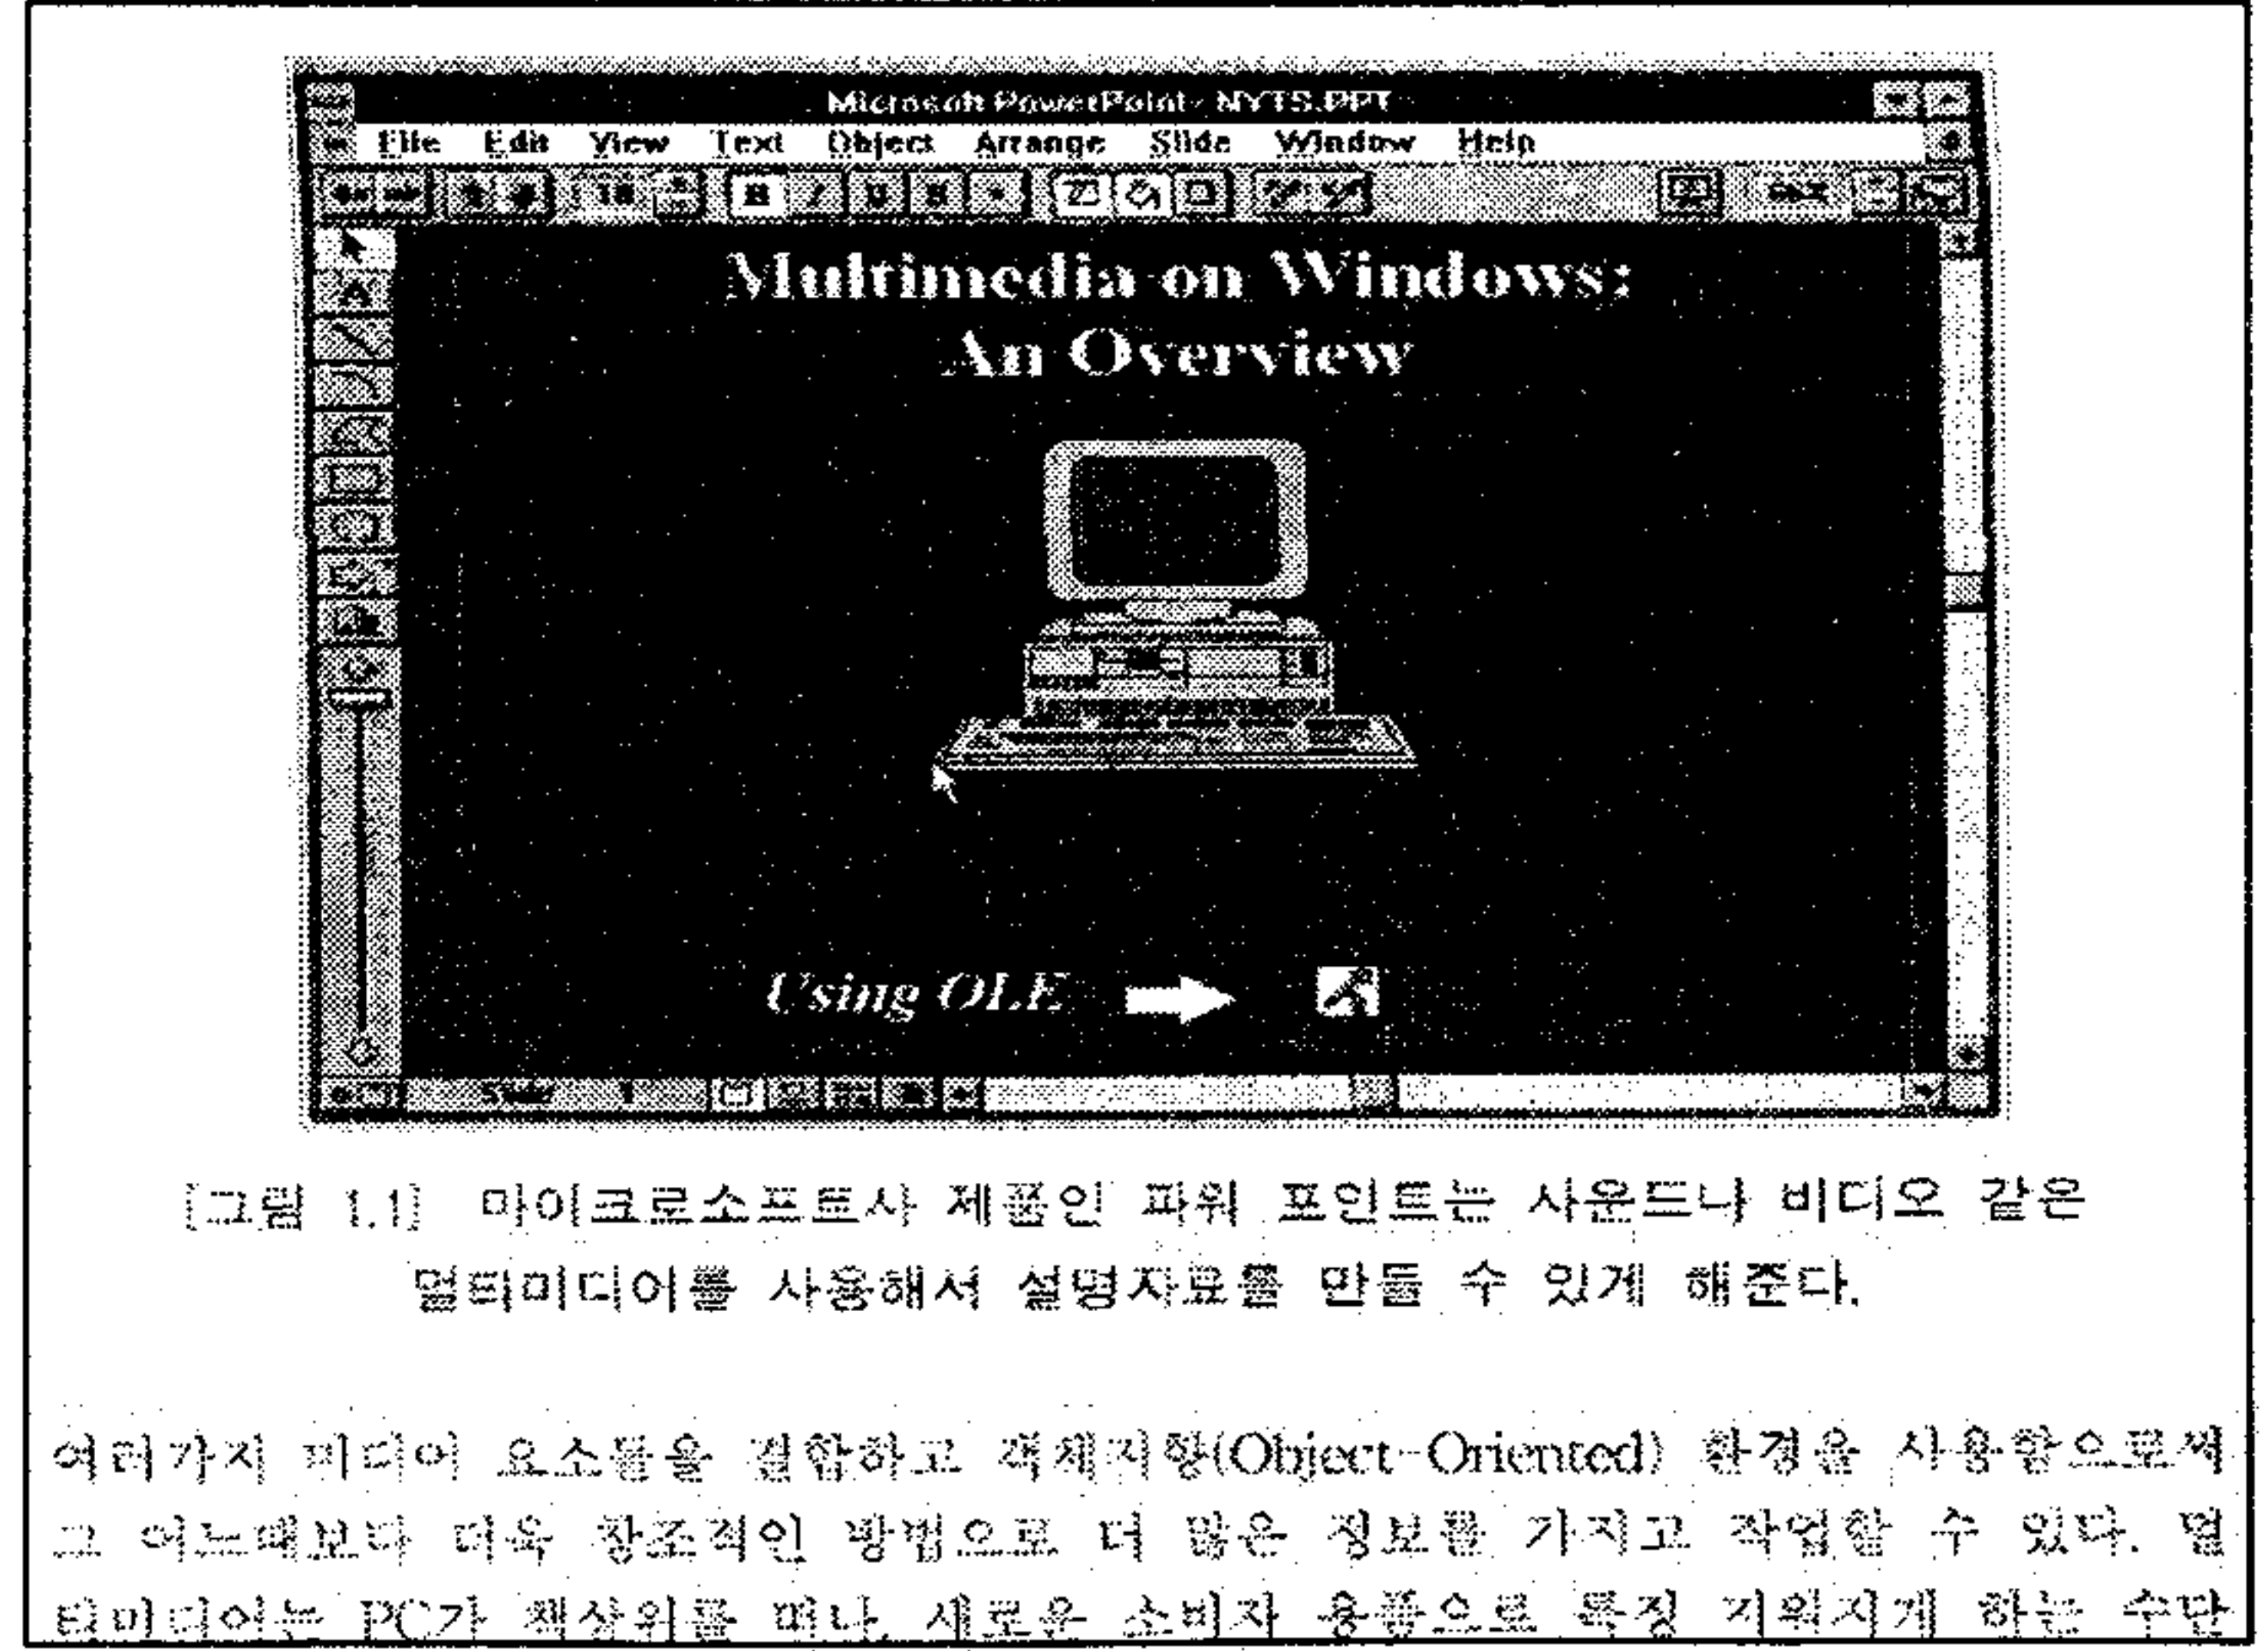 Microsoft PowerPoint - NYTS.PPT
File Edit View Text Object Arrange Slide Window Help
B I U
Multimedia on Windows:
An Overview
Using OLE
Slide 1
[그림 1.1] 마이크로소프트사 제품인 파워 포인트는 사운드나 비디오 같은
멀티미디어를 사용해서 설명자료를 만들 수 있게 해준다.
여러가지 미디어 요소들을 결합하고 객체지향(Object-Oriented) 환경을 사용함으로써
그 어느때보다 더욱 창조적인 방법으로 더 많은 정보를 가지고 작업할 수 있다. 멀
티미디어는 PC가 책상위를 떠나, 새로운 소비자 용품으로 특징 지워지게 하는 수단